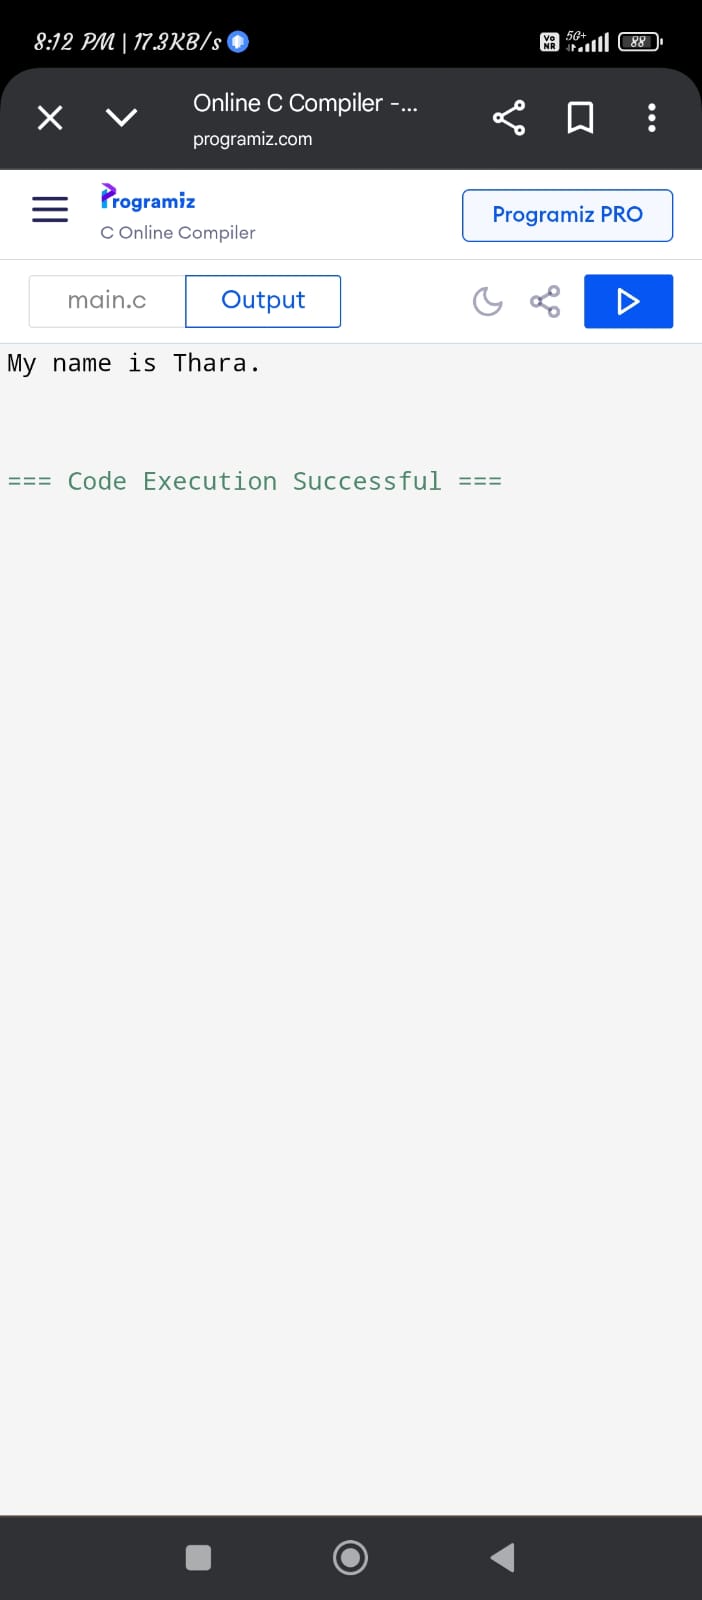 8:12 PM | 17.3KB/s
Vo
NR
5G+
88
Online C Compiler -...
programiz.com
Programiz
C Online Compiler
Programiz PRO
main.c
Output
My name is Thara.
=== Code Execution Successful ===